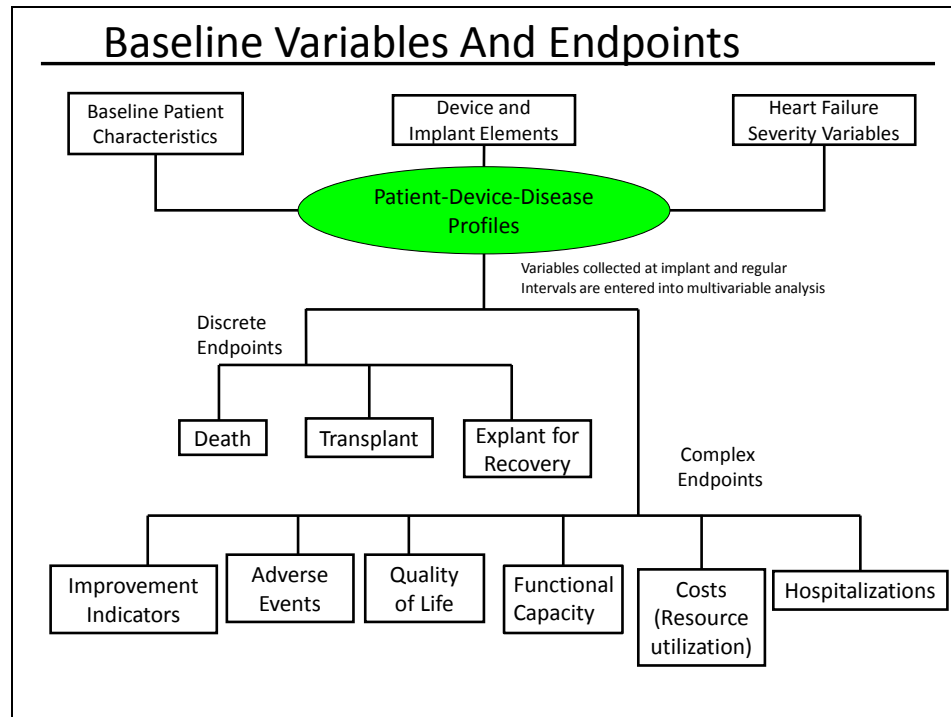 Baseline Variables And Endpoints
Baseline Patient
Characteristics
Device and
Implant Elements
Heart Failure
Severity Variables
Patient-Device-Disease
Profiles
Variables collected at implant and regular
Intervals are entered into multivariable analysis
Discrete
Endpoints
Death
Transplant
Explant for
Recovery
Complex
Endpoints
Improvement
Indicators
Adverse
Events
Quality
of Life
Functional
Capacity
Costs
(Resource
utilization)
Hospitalizations